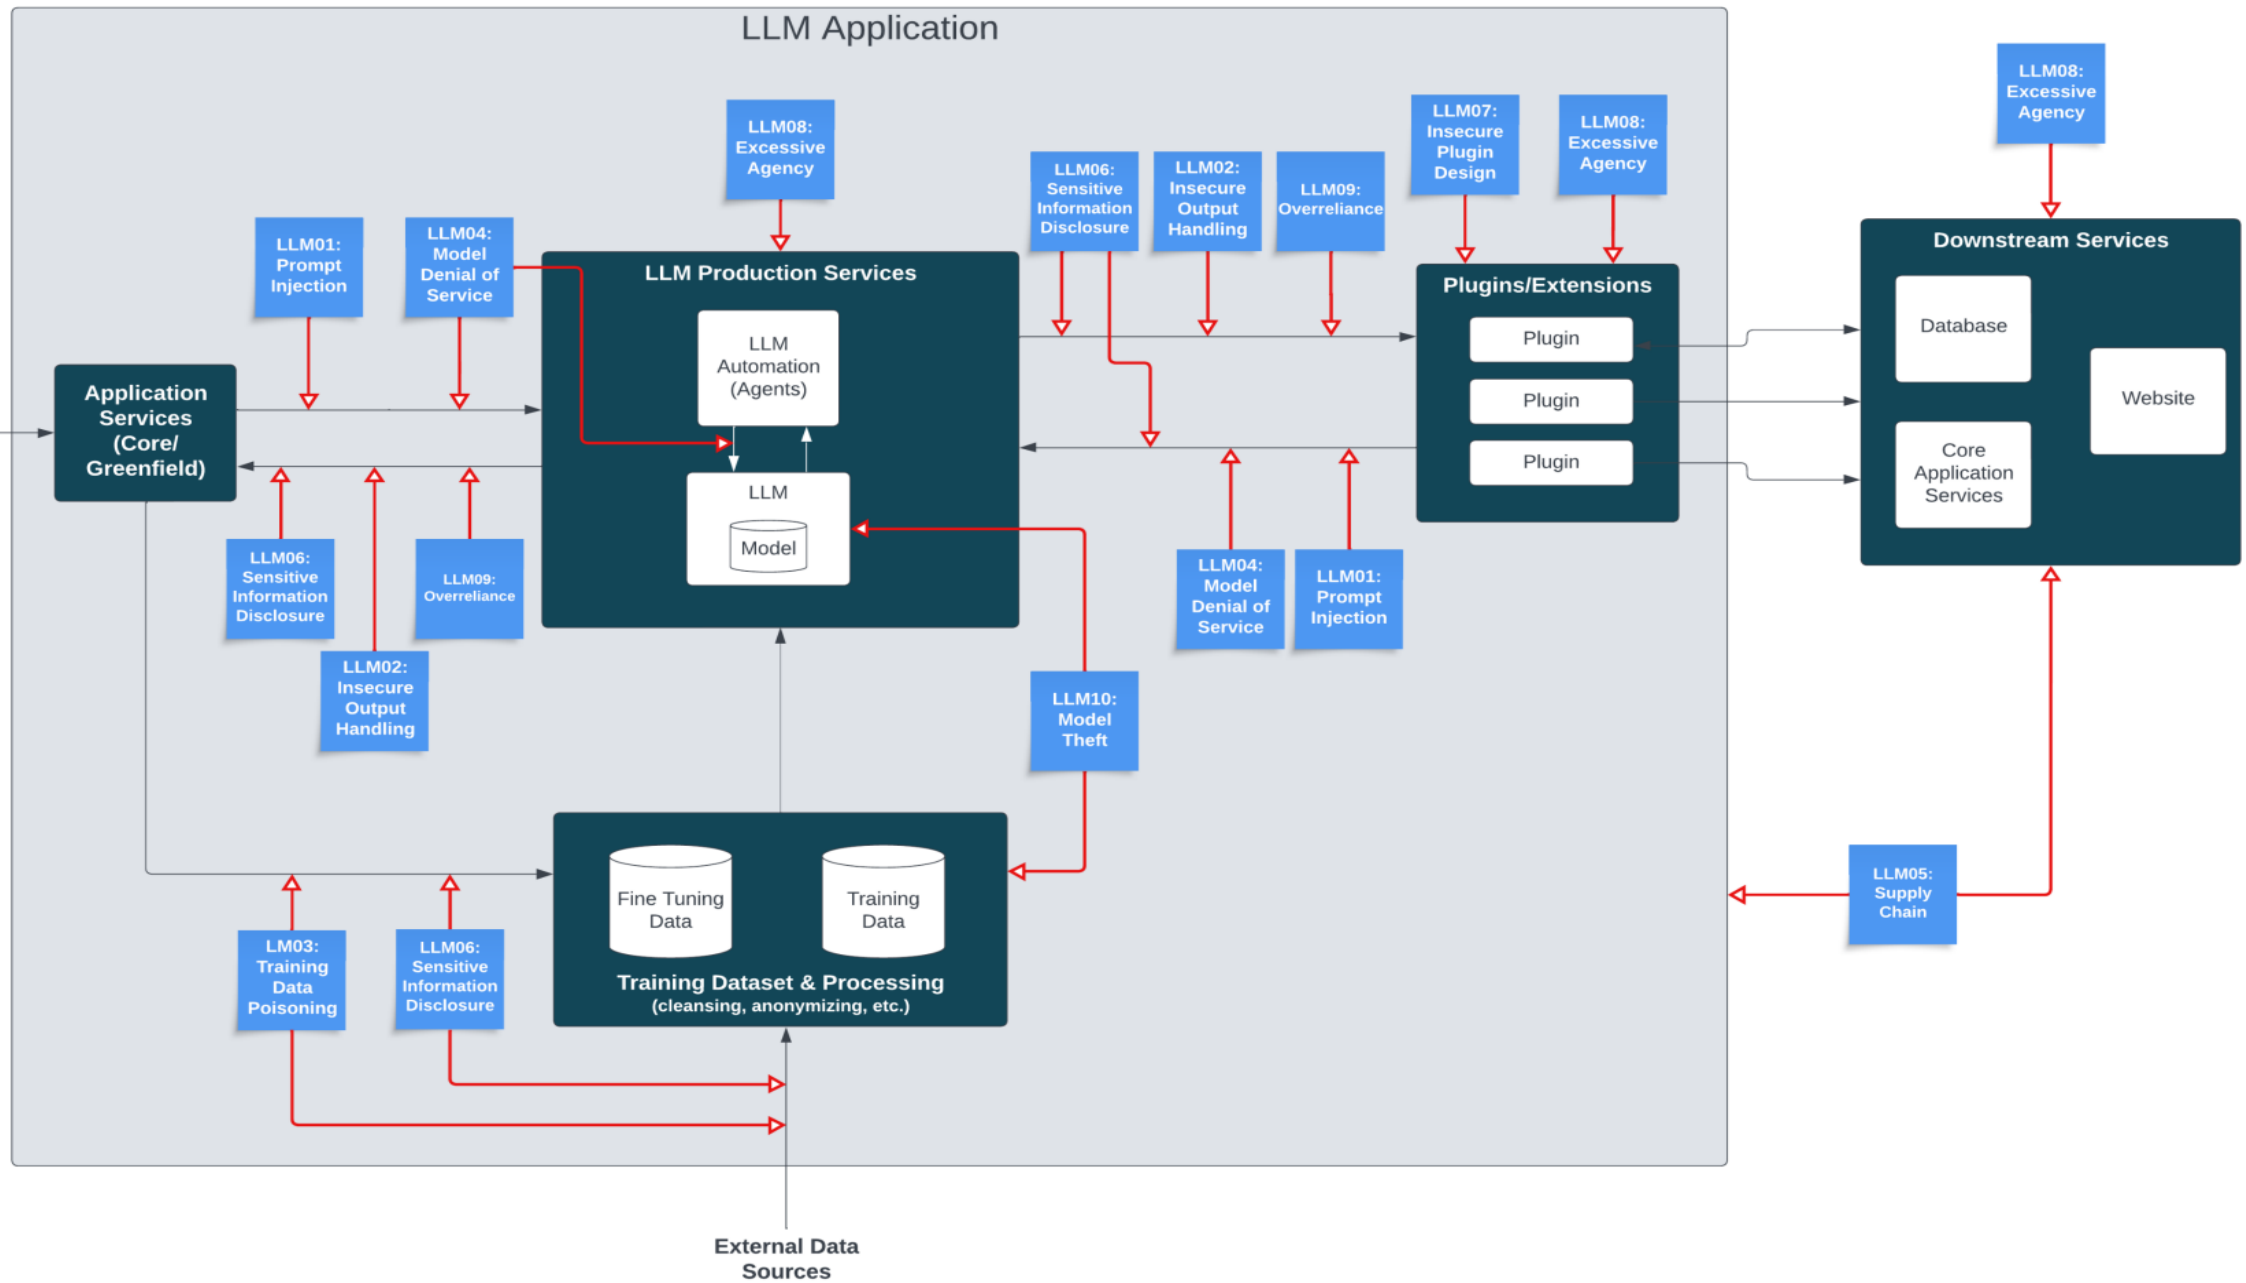 LLM Application
LLM08:
Excessive
Agency
LLM08:
Excessive
Agency
LLM07:
Insecure
Plugin
Design
LLM08:
Excessive
Agency
LLM06:
Sensitive
Information
Disclosure
LLM02:
Insecure
Output
Handling
LLM09:
Overreliance
LLM01:
Prompt
Injection
LLM04:
Model
Denial of
Service
LLM Production Services
LLM
Automation
(Agents)
LLM
Model
Plugins/Extensions
Plugin
Plugin
Plugin
Downstream Services
Database
Website
Core
Application
Services
Application
Services
(Core/
Greenfield)
LLM06:
Sensitive
Information
Disclosure
LLM09:
Overreliance
LLM02:
Insecure
Output
Handling
LLM04:
Model
Denial of
Service
LLM01:
Prompt
Injection
LLM10:
Model
Theft
LLM05:
Supply
Chain
Fine Tuning
Data
Training
Data
Training Dataset & Processing
(cleansing, anonymizing, etc.)
LM03:
Training
Data
Poisoning
LLM06:
Sensitive
Information
Disclosure
External Data
Sources